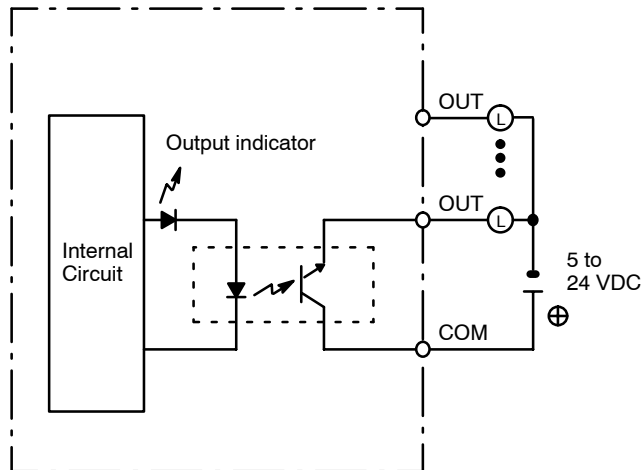 OUT
L
Output indicator
OUT
L
Internal
Circuit
5 to
24 VDC
COM